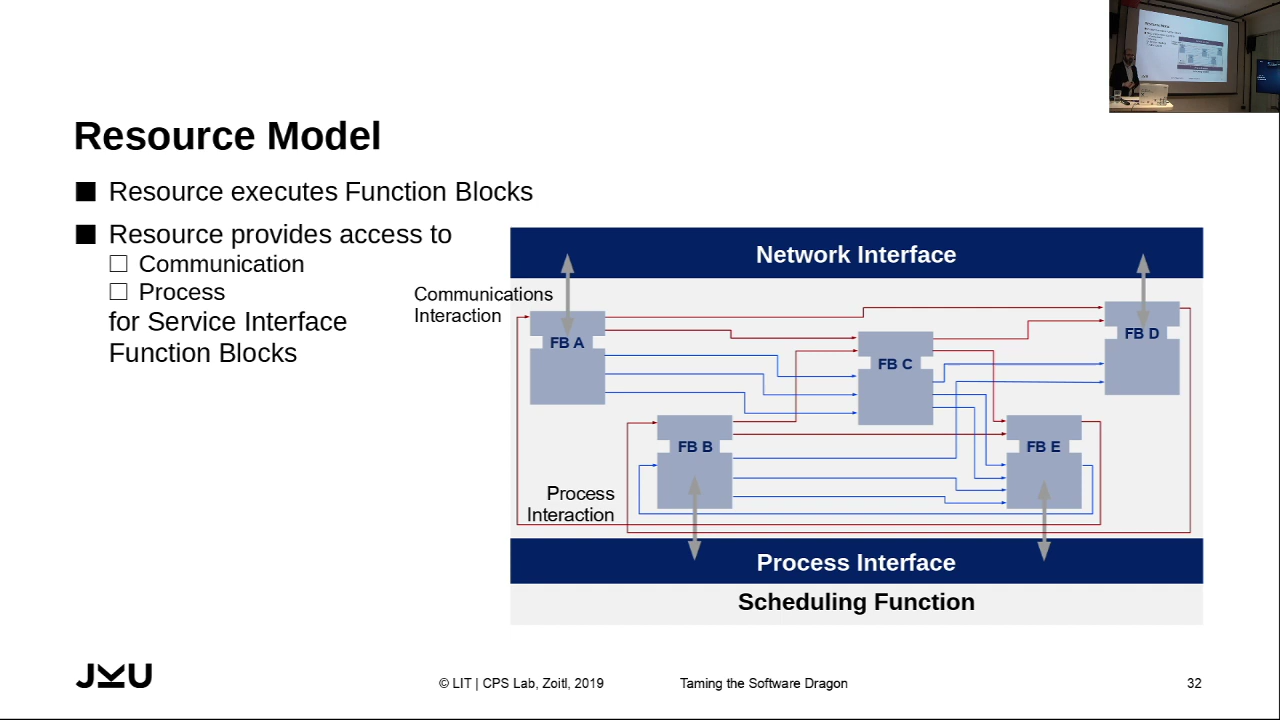 Resource Model
Resource executes Function Blocks
Resource provides access to
Communication
Process
for Service Interface
Function Blocks
Network Interface
Communications
Interaction
FB A
FB D
FB C
FB B
FB E
Process
Interaction
Process Interface
Scheduling Function
JKU
© LIT | CPS Lab, Zoitl, 2019
Taming the Software Dragon
32